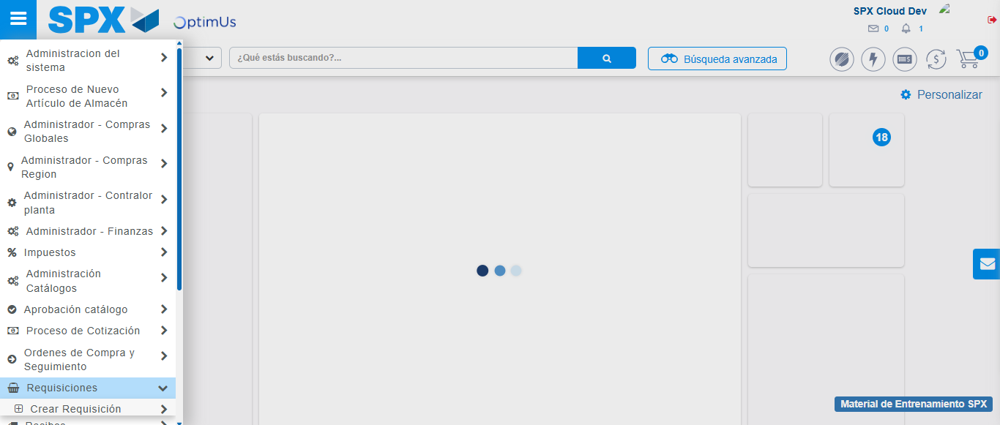 SPX
OptimUs
SPX Cloud Dev
0
1
¿Qué estás buscando?...
Búsqueda avanzada
0
Personalizar
Administracion del
sistema
Proceso de Nuevo
Artículo de Almacén
Administrador - Compras
Globales
Administrador - Compras
Region
Administrador - Contralor
planta
Administrador - Finanzas
Impuestos
Administración
Catálogos
Aprobación catálogo
Proceso de Cotización
Ordenes de Compra y
Seguimiento
Requisiciones
Crear Requisición
Recibos
18
Material de Entrenamiento SPX